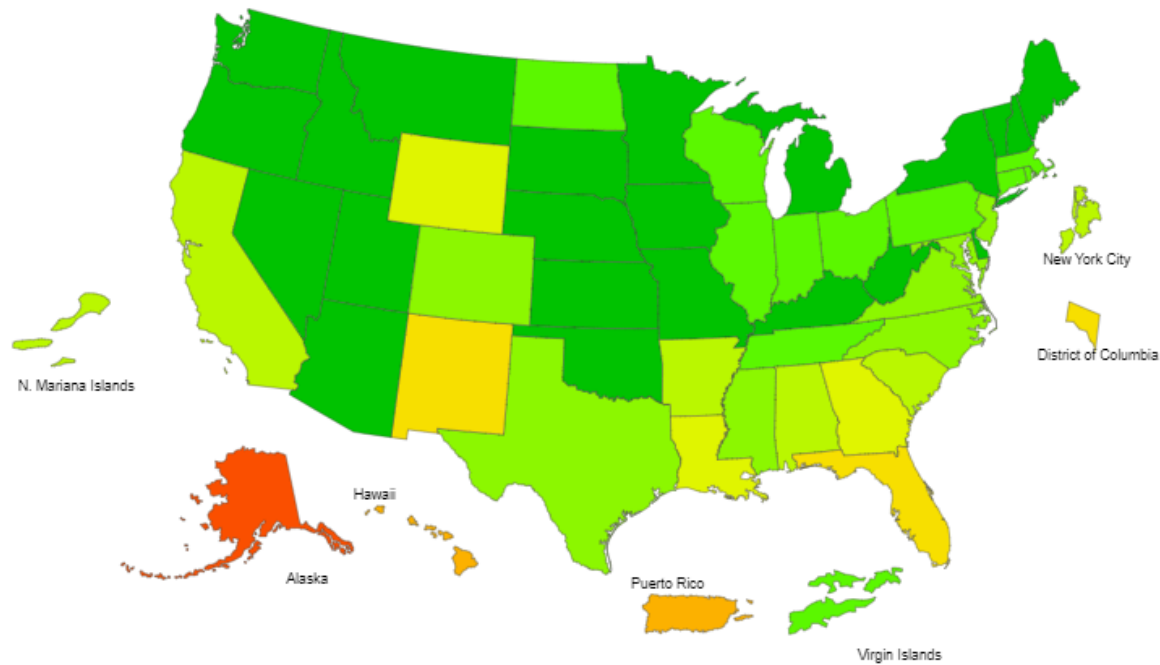 New York City
N. Mariana Islands
District of Columbia
Hawaii
Alaska
Puerto Rico
Virgin Islands